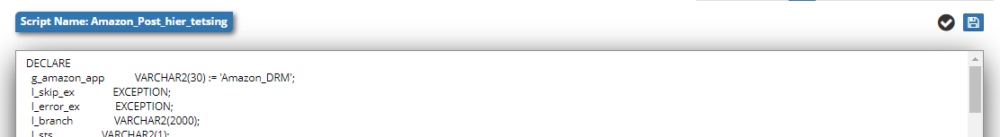 Script Name: Amazon_Post_hier_tetsing
DECLARE
g_amazon_app VARCHAR2(30) := 'Amazon_DRM';
l_skip_ex EXCEPTION;
l_error_ex EXCEPTION;
l_branch VARCHAR2(2000);
l_sts VARCHAR2(1);